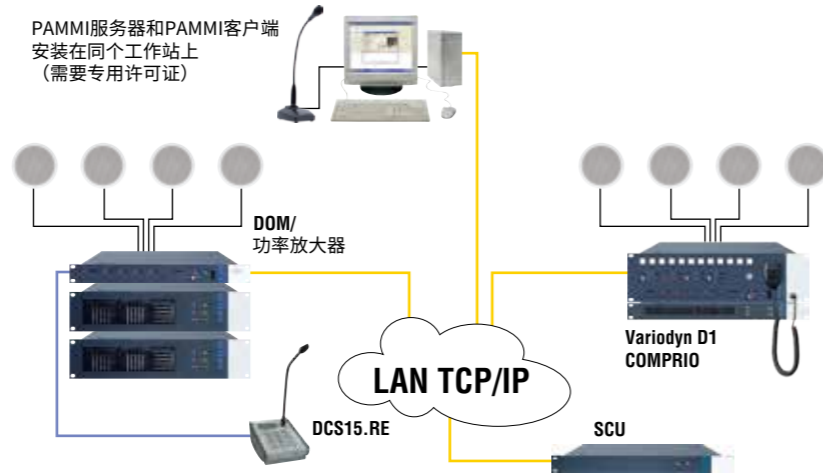 PAMMI服务器和PAMMI客户端
安装在同个工作站上
（需要专用许可证）
DOM/
功率放大器
Variodyn D1
COMPRIO
LAN TCP/IP
DCS15.RE
SCU